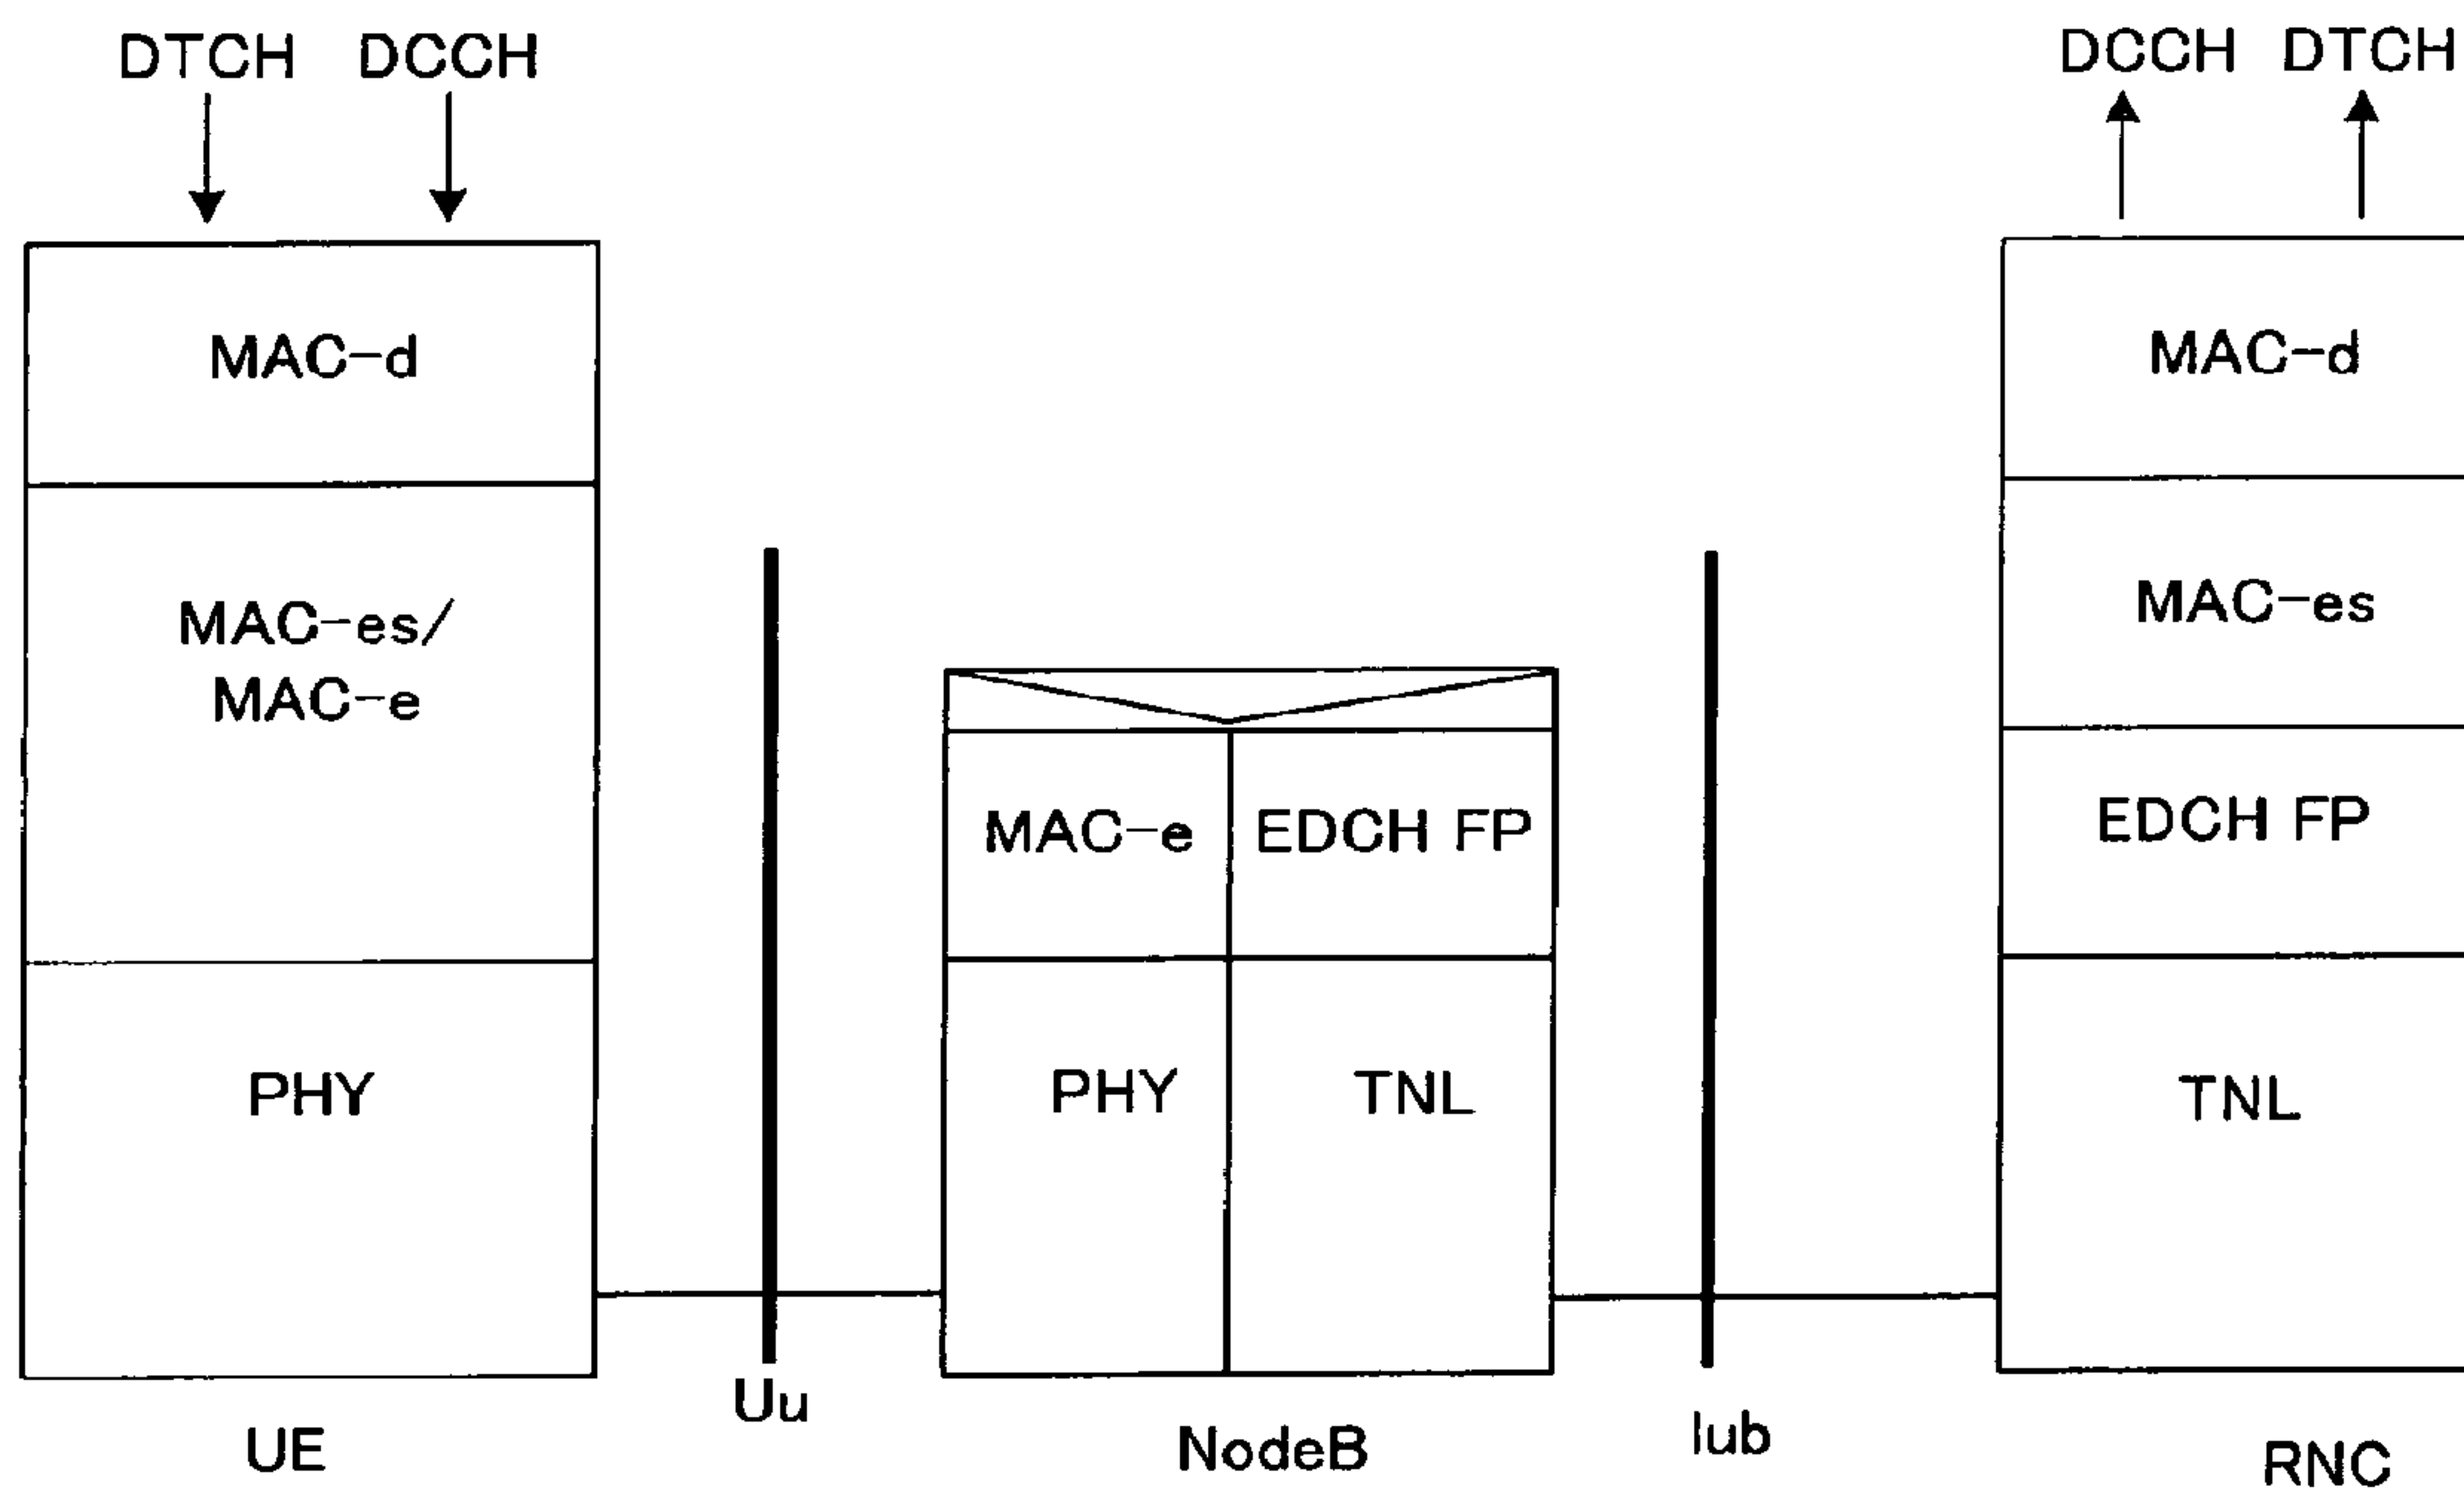 DTCH DCCH
DCCH DTCH
MAC-d
MAC-d
MAC-es/
MAC-e
MAC-es
MAC-e
EDCH FP
EDCH FP
PHY
PHY
TNL
TNL
Uu
Iub
UE
NodeB
RNC